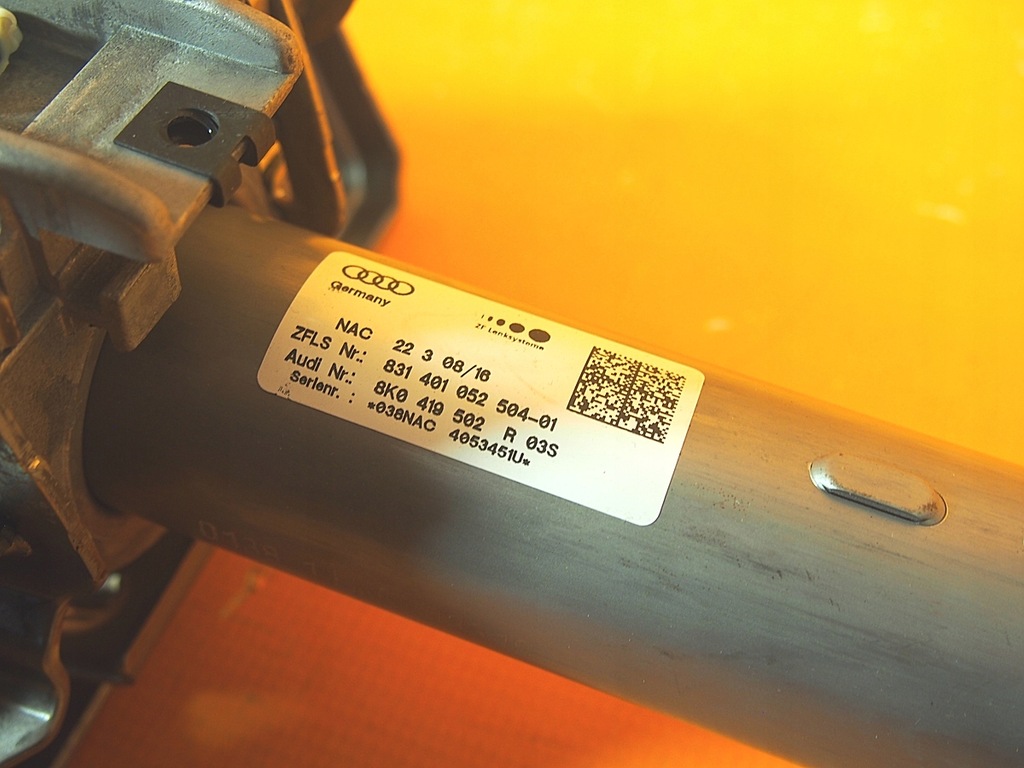 Germany
ZF Lenksysteme
NAC 22 3 08/16
ZFLS Nr.: 831 401 052 504-01
Audi Nr.: 8K0 419 502 R 03S
Serienr. : *038NAC 4053451U*